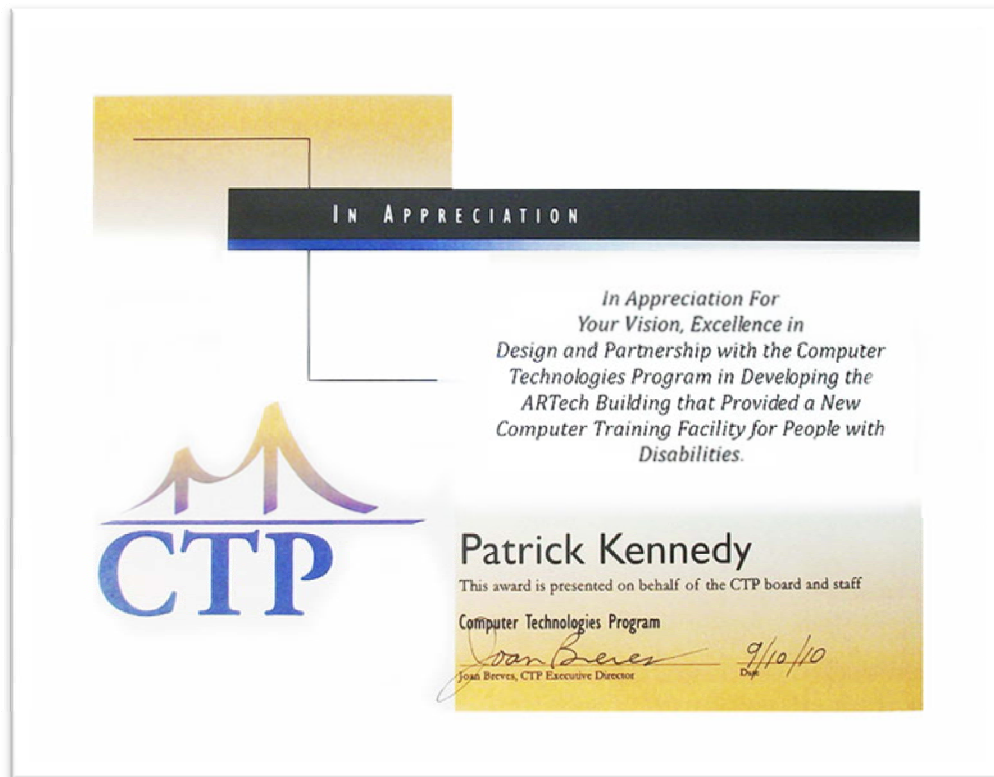 IN APPRECIATION
In Appreciation For
Your Vision, Excellence in
Design and Partnership with the Computer
Technologies Program in Developing the
ARTech Building that Provided a New
Computer Training Facility for People with
Disabilities.
CTP
Patrick Kennedy
This award is presented on behalf of the CTP board and staff
Computer Technologies Program
Joan Breves 9/10/10
Joan Breves, CTP Executive Director Date